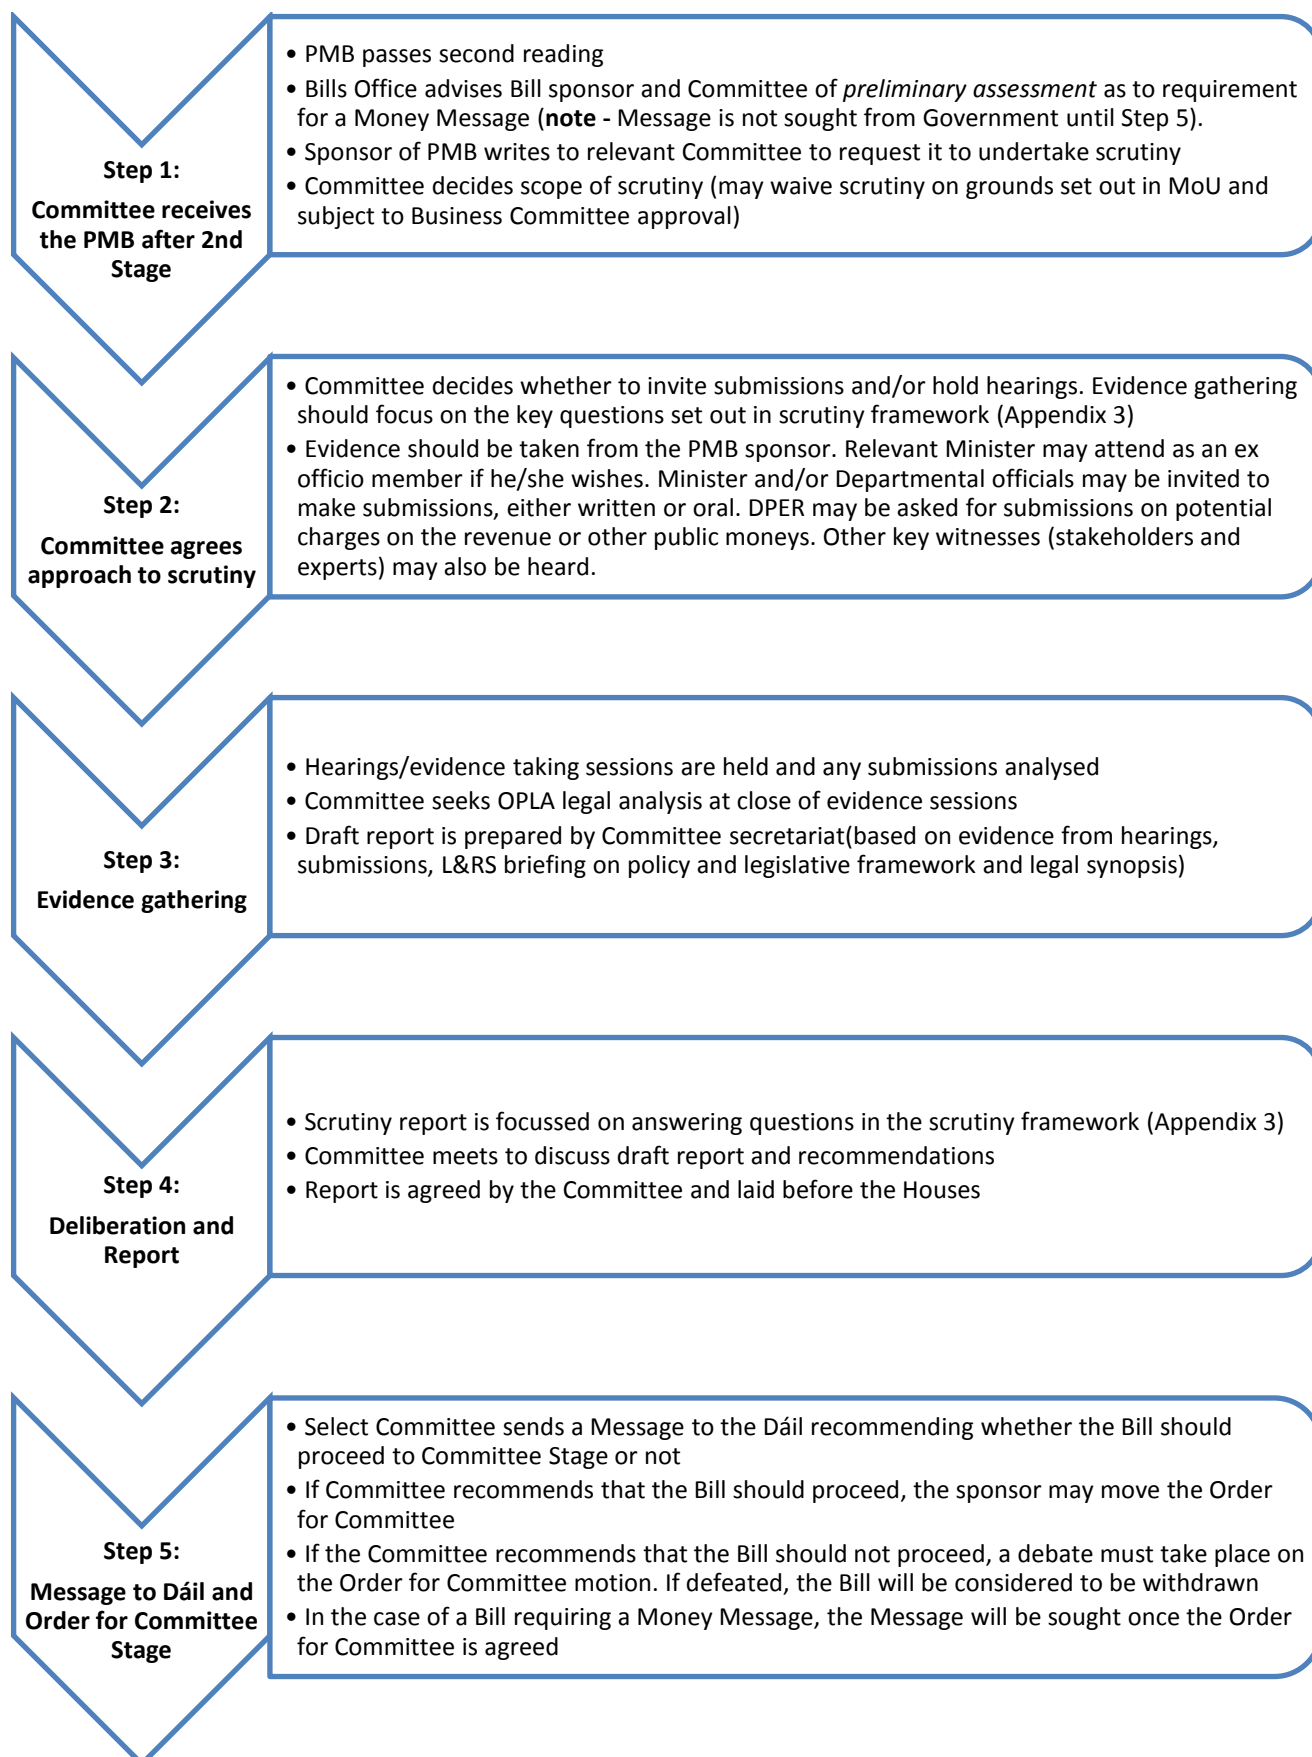 Step 1:
Committee receives
the PMB after 2nd
Stage
• PMB passes second reading
• Bills Office advises Bill sponsor and Committee of preliminary assessment as to requirement
for a Money Message (note - Message is not sought from Government until Step 5).
• Sponsor of PMB writes to relevant Committee to request it to undertake scrutiny
• Committee decides scope of scrutiny (may waive scrutiny on grounds set out in MoU and
subject to Business Committee approval)
Step 2:
Committee agrees
approach to scrutiny
• Committee decides whether to invite submissions and/or hold hearings. Evidence gathering
should focus on the key questions set out in scrutiny framework (Appendix 3)
• Evidence should be taken from the PMB sponsor. Relevant Minister may attend as an ex
officio member if he/she wishes. Minister and/or Departmental officials may be invited to
make submissions, either written or oral. DPER may be asked for submissions on potential
charges on the revenue or other public moneys. Other key witnesses (stakeholders and
experts) may also be heard.
Step 3:
Evidence gathering
• Hearings/evidence taking sessions are held and any submissions analysed
• Committee seeks OPLA legal analysis at close of evidence sessions
• Draft report is prepared by Committee secretariat(based on evidence from hearings,
submissions, L&RS briefing on policy and legislative framework and legal synopsis)
Step 4:
Deliberation and
Report
• Scrutiny report is focussed on answering questions in the scrutiny framework (Appendix 3)
• Committee meets to discuss draft report and recommendations
• Report is agreed by the Committee and laid before the Houses
Step 5:
Message to Dáil and
Order for Committee
Stage
• Select Committee sends a Message to the Dáil recommending whether the Bill should
proceed to Committee Stage or not
• If Committee recommends that the Bill should proceed, the sponsor may move the Order
for Committee
• If the Committee recommends that the Bill should not proceed, a debate must take place on
the Order for Committee motion. If defeated, the Bill will be considered to be withdrawn
• In the case of a Bill requiring a Money Message, the Message will be sought once the Order
for Committee is agreed